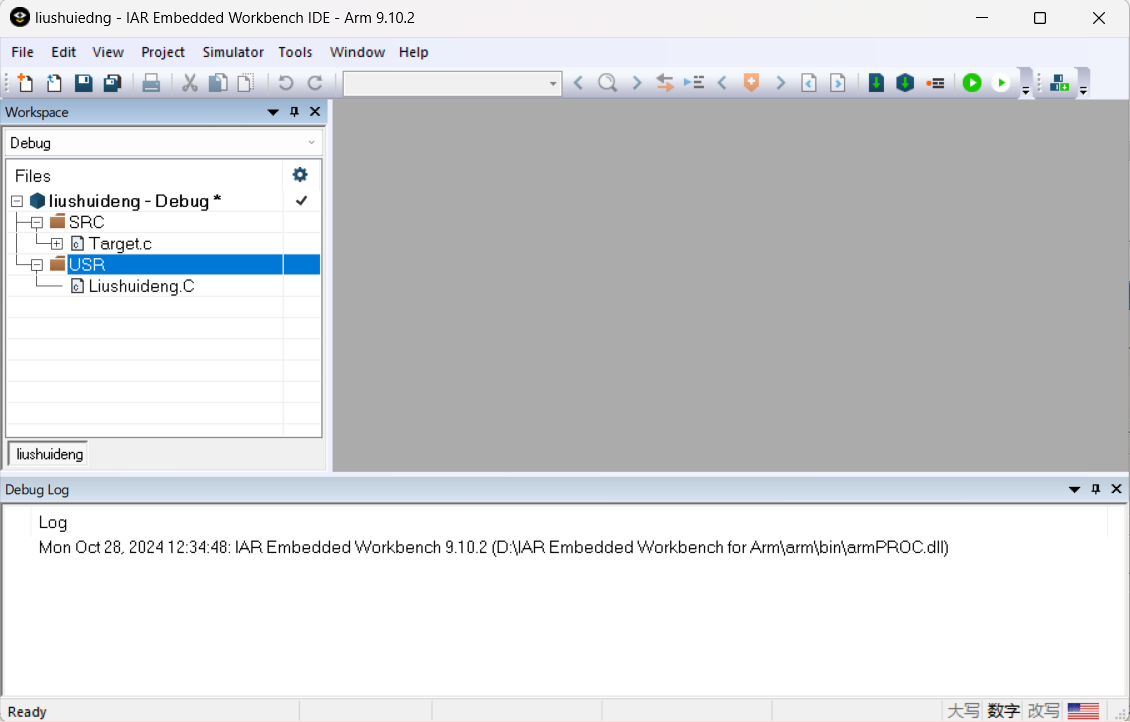 liushuiedng - IAR Embedded Workbench IDE - Arm 9.10.2
File Edit View Project Simulator Tools Window Help
Workspace
Debug
Files
liushuideng - Debug *
SRC
Target.c
USR
Liushuideng.C
liushuideng
Debug Log
Log
Mon Oct 28, 2024 12:34:48: IAR Embedded Workbench 9.10.2 (D:\IAR Embedded Workbench for Arm\arm\bin\armPROC.dll)
Ready 大写 数字 改写